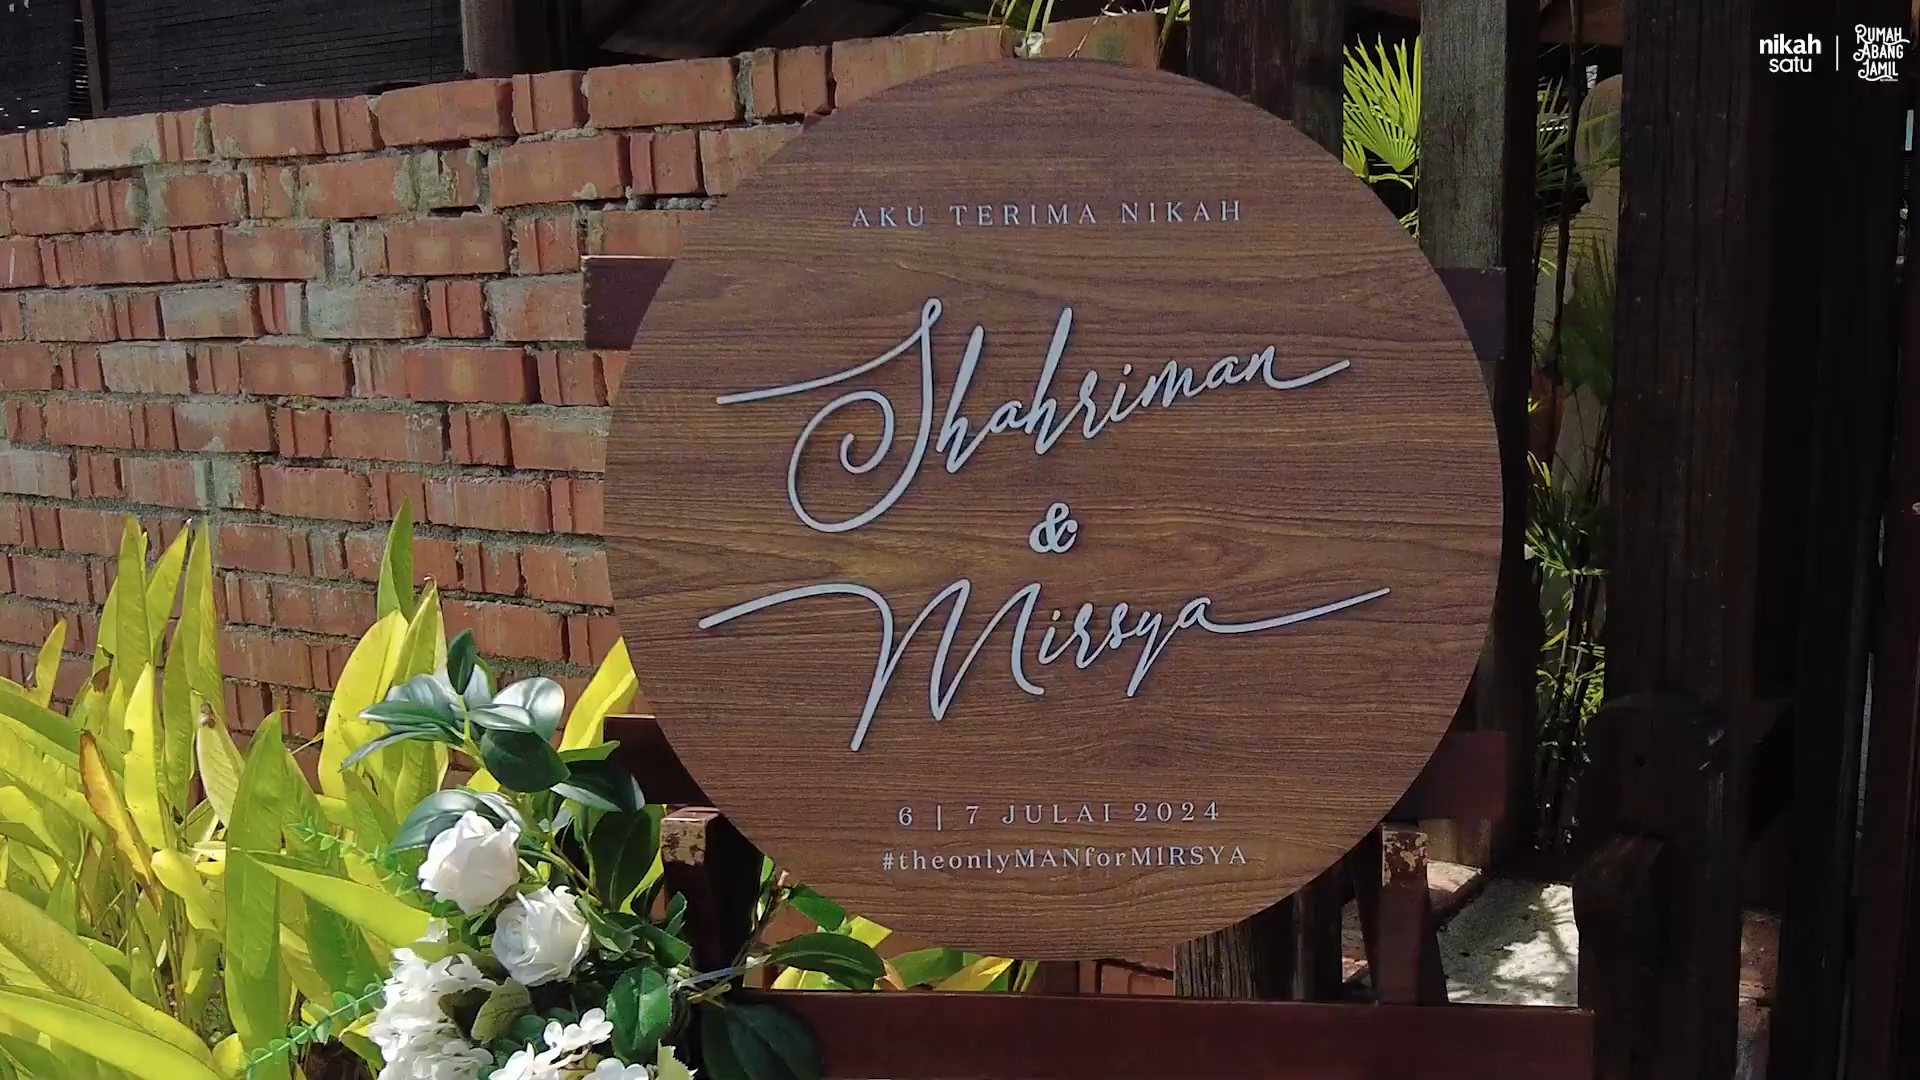 nikah
satu
RUMAH
ABANG
JAMIL
AKU TERIMA NIKAH
Shahriman
&
Mirsya
6 | 7 JULAI 2024
#theonlyMANforMIRSYA